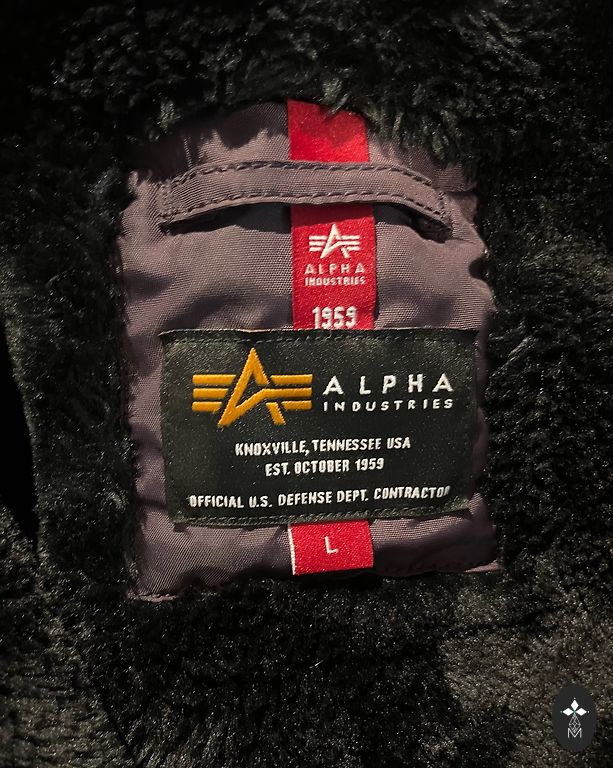 ALPHA
INDUSTRIES
1959
ALPHA
INDUSTRIES
KNOXVILLE, TENNESSEE USA
EST. OCTOBER 1959
OFFICIAL U.S. DEFENSE DEPT. CONTRACTOR
L
M